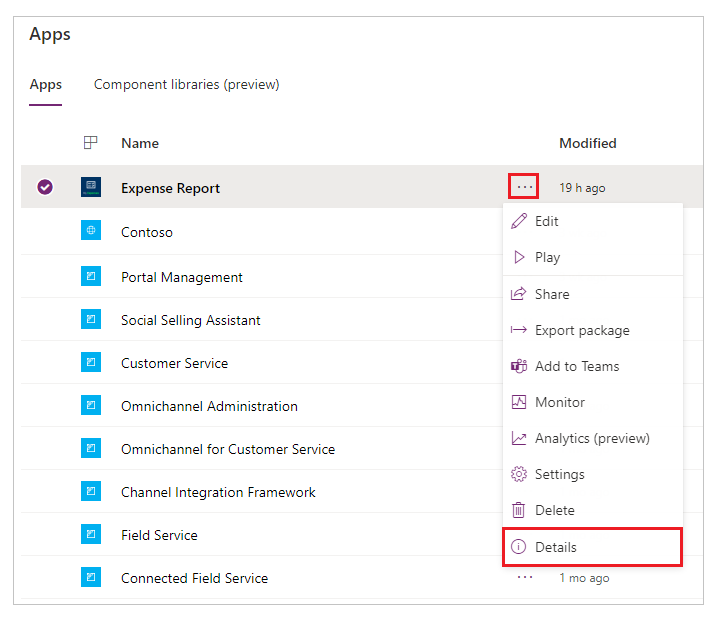 Apps
Apps Component libraries (preview)
Name Modified
Expense Report ··· 19 h ago
Contoso
Edit
Play
Portal Management
Share
Social Selling Assistant
Export package
Customer Service
Add to Teams
Omnichannel Administration
Monitor
Omnichannel for Customer Service
Analytics (preview)
Channel Integration Framework
Settings
Delete
Field Service
Details
Connected Field Service ··· 1 mo ago